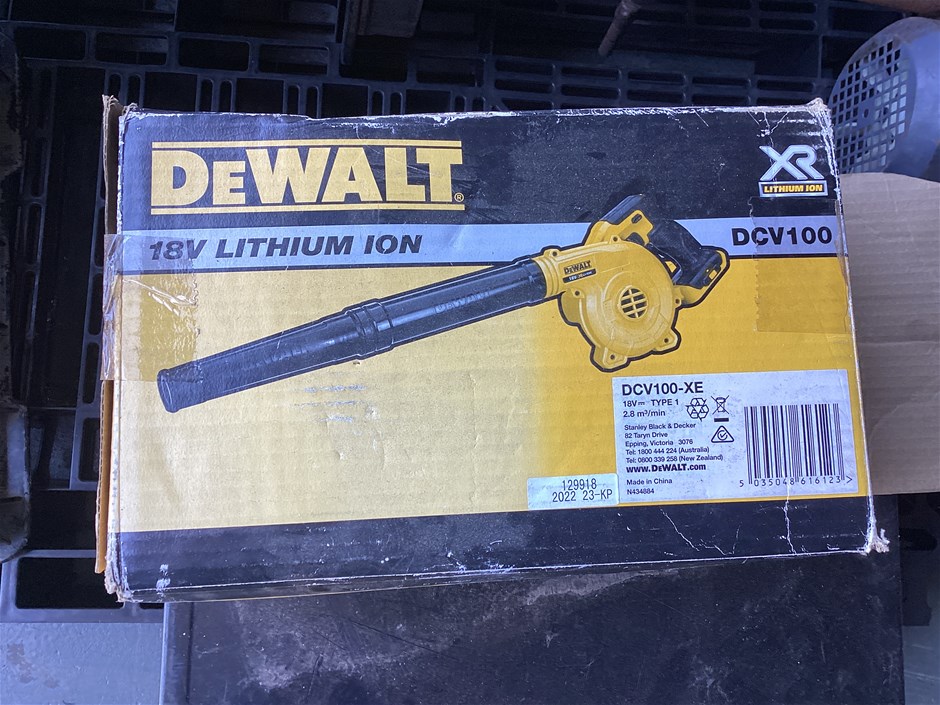 DEWALT®
XR
LITHIUM ION
18V LITHIUM ION
DCV100
DEWALT
DCV100-XE
18V⎓ TYPE 1
2.8 m³/min
Stanley Black & Decker
82 Taryn Drive
Epping, Victoria 3076
Tel: 1800 444 224 (Australia)
Tel: 0800 339 258 (New Zealand)
www.DEWALT.com
Made in China
N434884
5 035048 616123 >
129918
2022 23-KP